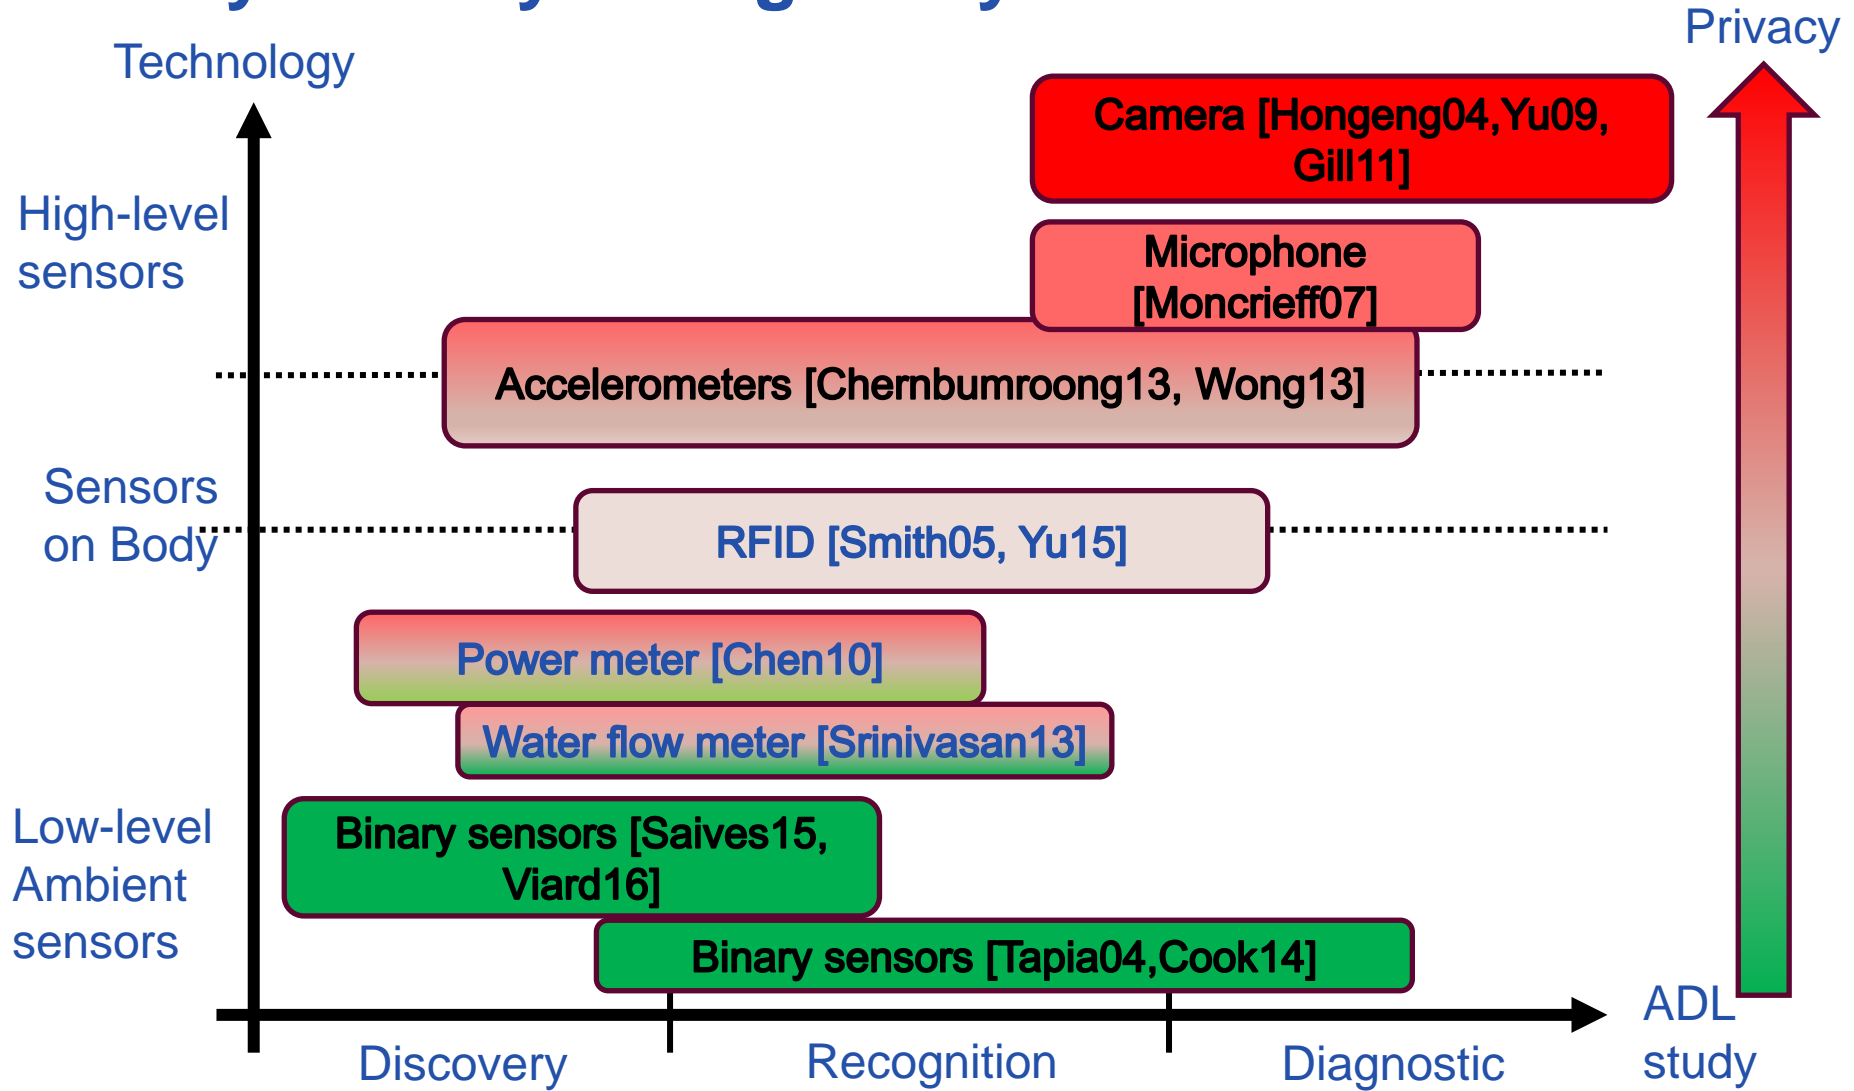 Privacy
Technology
Camera [Hongeng04,Yu09,
Gill11]
High-level
sensors
Microphone
[Moncrieff07]
Accelerometers [Chernbumroong13, Wong13]
Sensors
on Body
RFID [Smith05, Yu15]
Power meter [Chen10]
Water flow meter [Srinivasan13]
Low-level
Ambient
sensors
Binary sensors [Saives15,
Viard16]
Binary sensors [Tapia04,Cook14]
ADL
study
Discovery
Recognition
Diagnostic